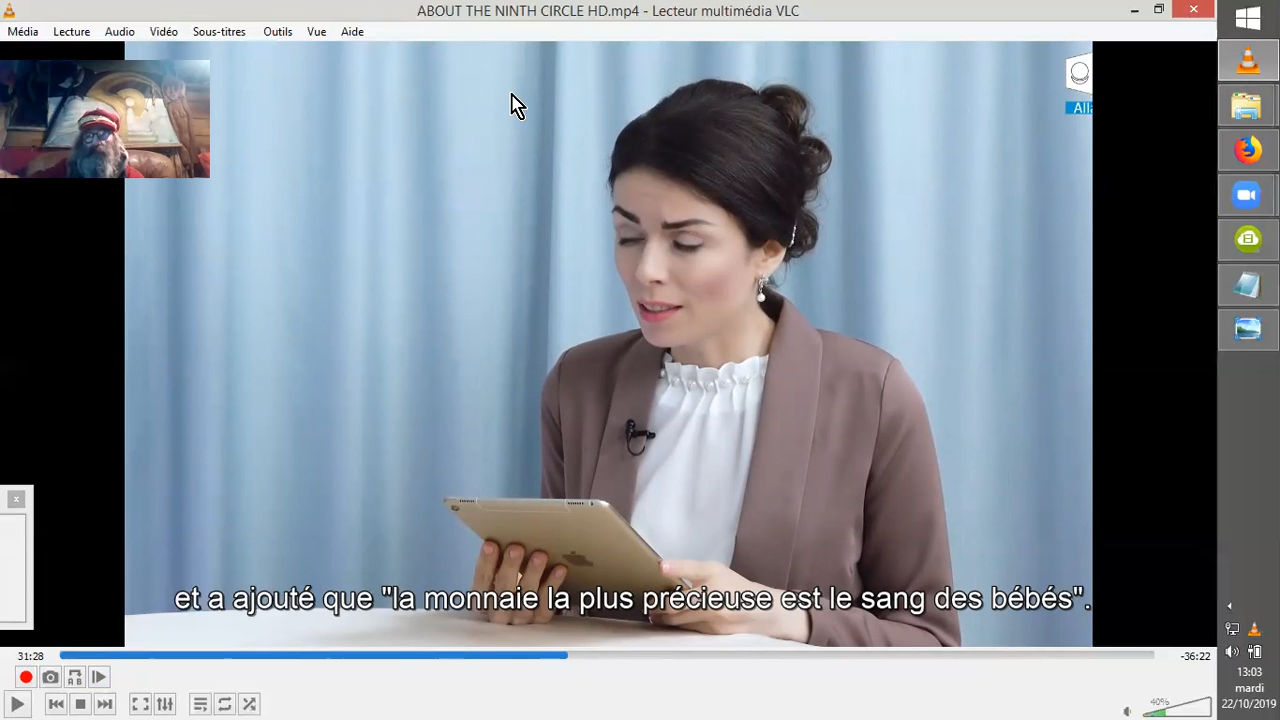 ABOUT THE NINTH CIRCLE HD.mp4 - Lecteur multimédia VLC
Média Lecture Audio Vidéo Sous-titres Outils Vue Aide
All
et a ajouté que "la monnaie la plus précieuse est le sang des bébés".
31:28
-36:22
40%
13:03
mardi
22/10/2019